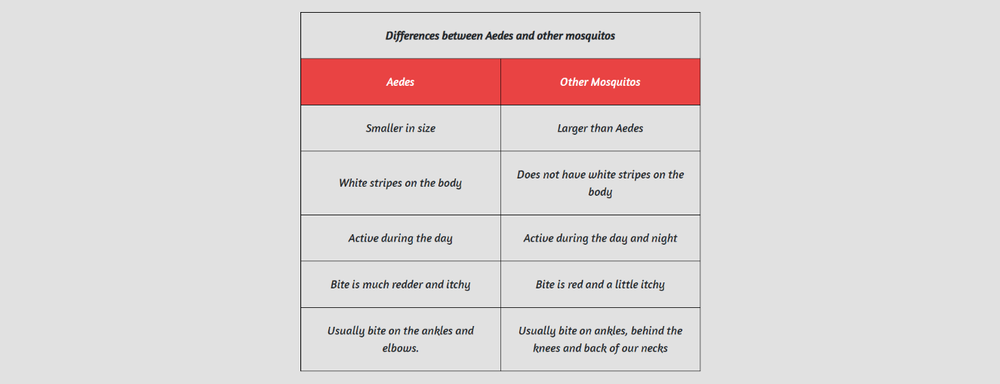 Differences between Aedes and other mosquitos
Aedes
Other Mosquitos
Smaller in size
Larger than Aedes
White stripes on the body
Does not have white stripes on the
body
Active during the day
Active during the day and night
Bite is much redder and itchy
Bite is red and a little itchy
Usually bite on the ankles and
elbows.
Usually bite on ankles, behind the
knees and back of our necks